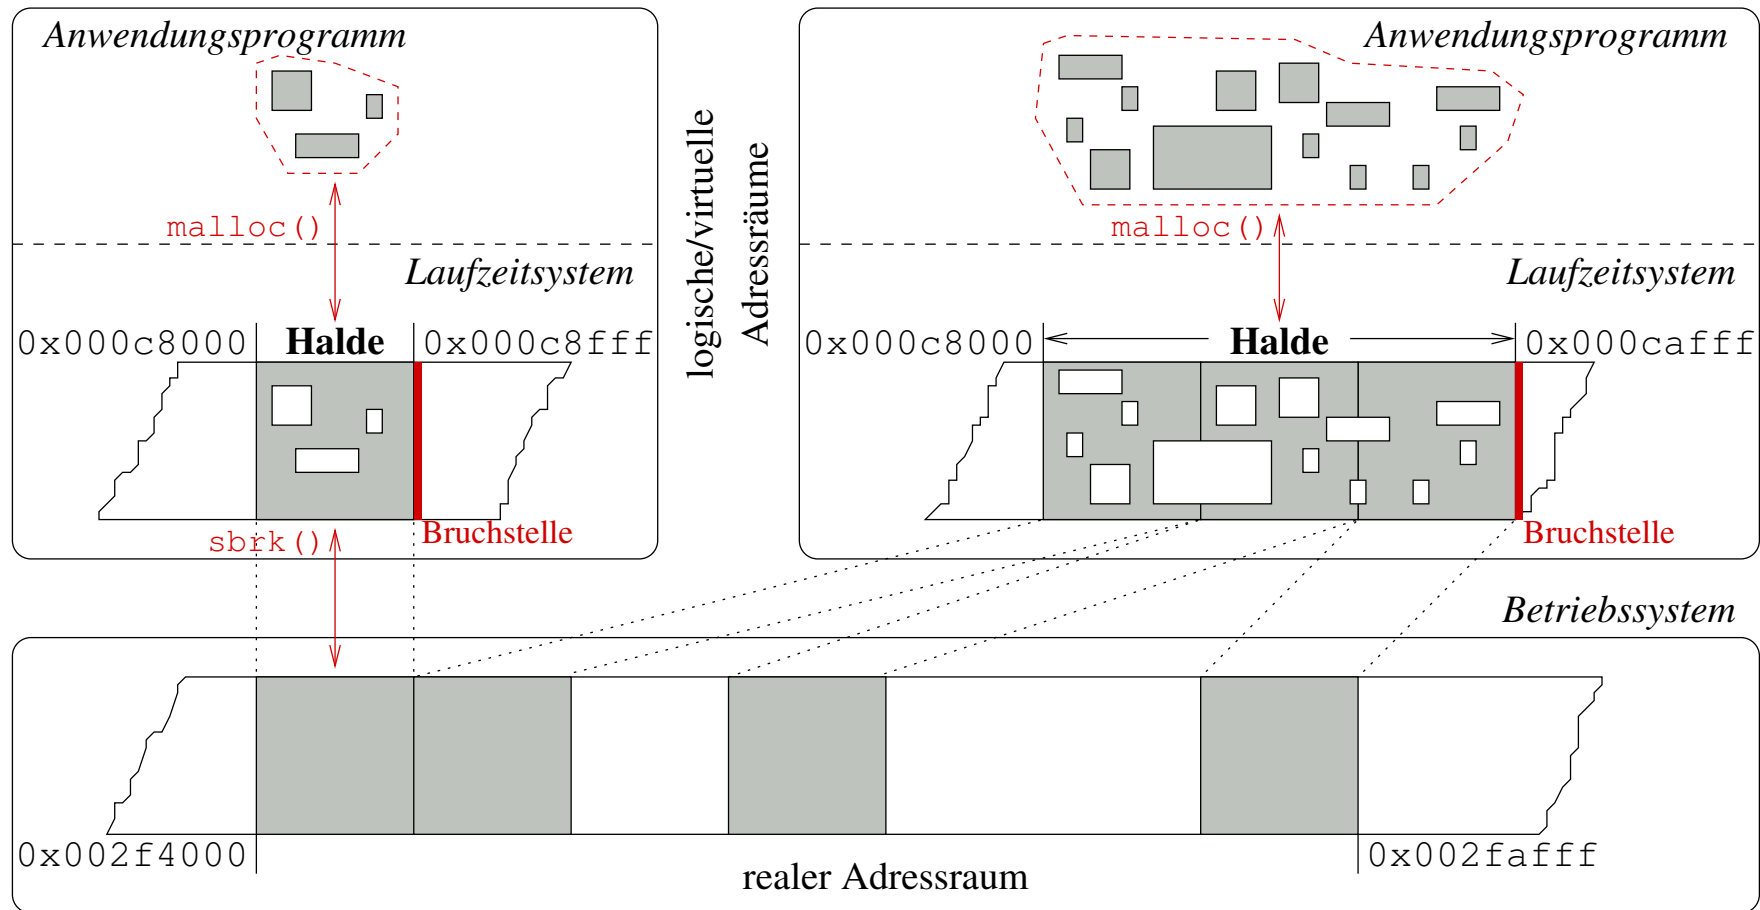 Anwendungsprogramm
malloc()
Laufzeitsystem
0x000c8000 Halde 0x000c8fff
sbrk() Bruchstelle
logische/virtuelle
Adressräume
Anwendungsprogramm
malloc()
Laufzeitsystem
0x000c8000 Halde 0x000cafff
Bruchstelle
Betriebssystem
0x002f4000
0x002fafff
realer Adressraum